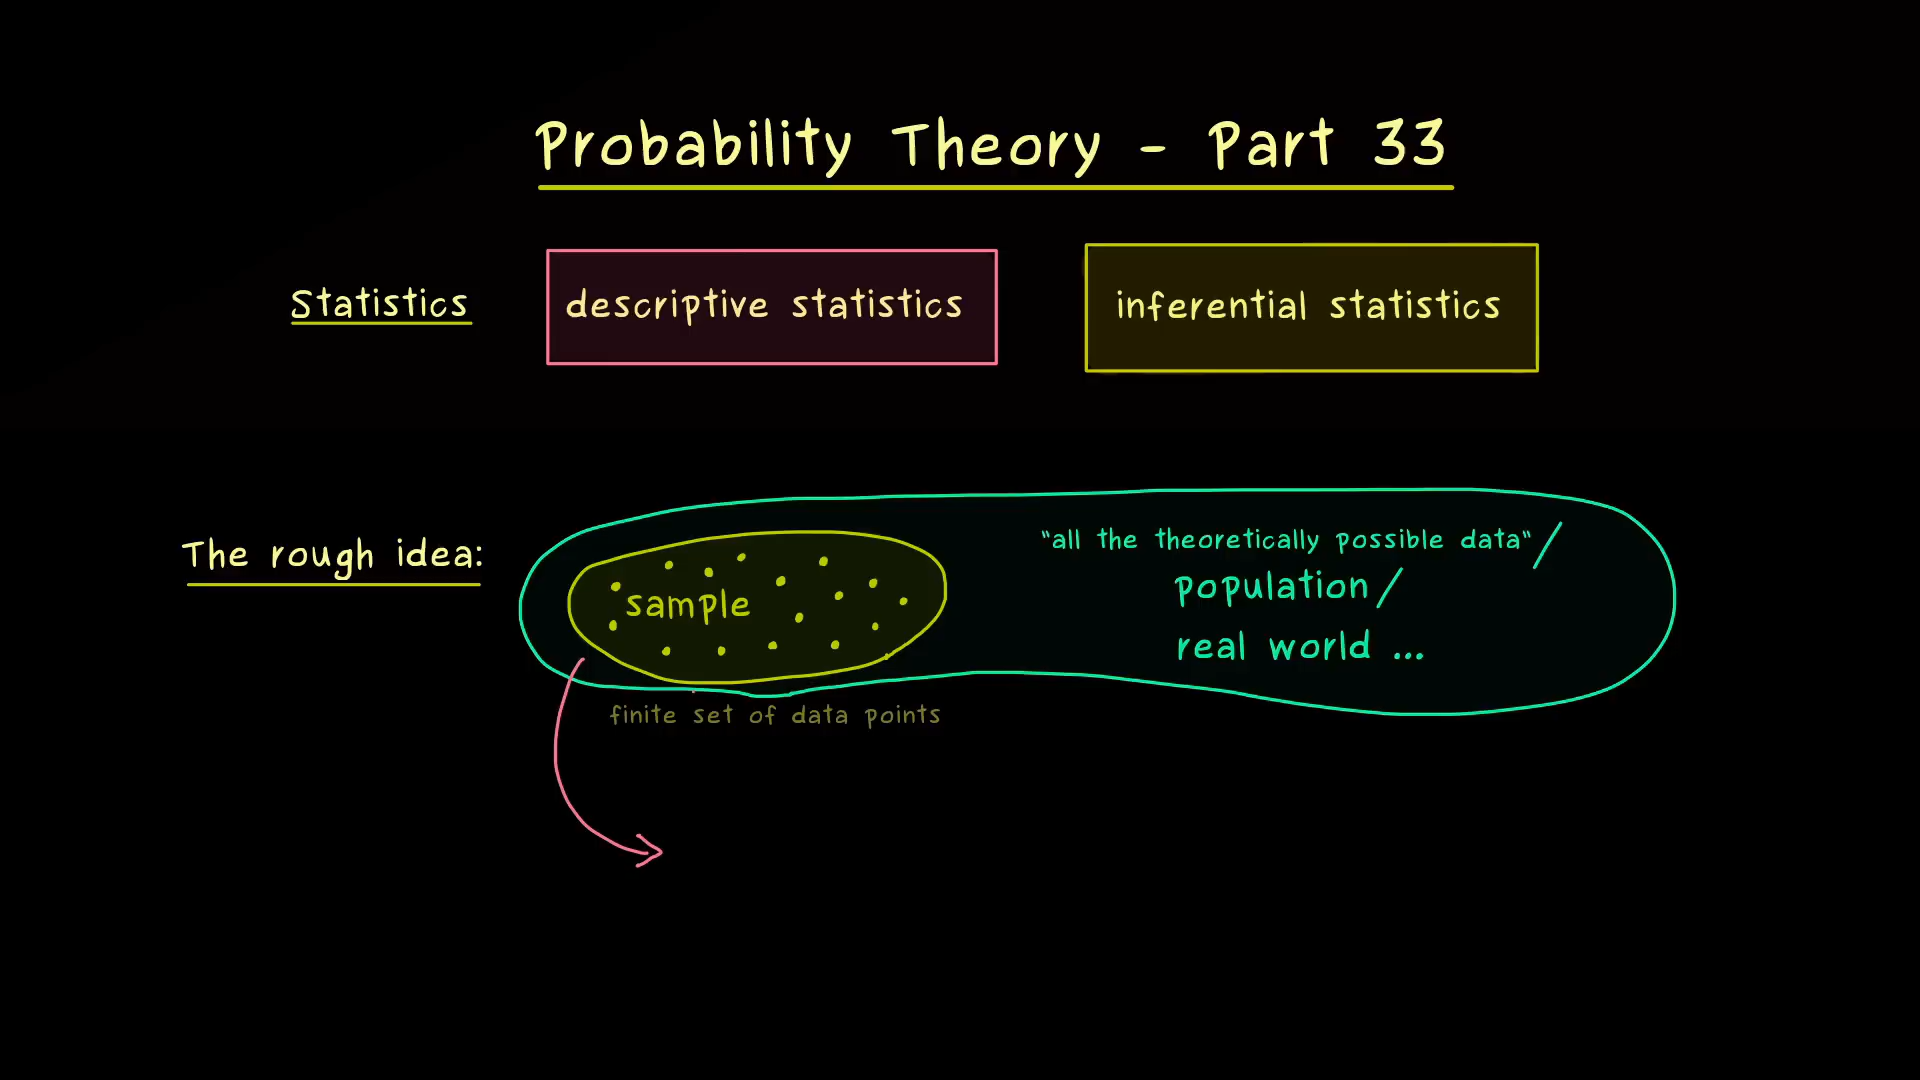 Probability Theory - Part 33
Statistics
descriptive statistics
inferential statistics
The rough idea:
sample
"all the theoretically possible data"/
population/
real world ...
finite set of data points